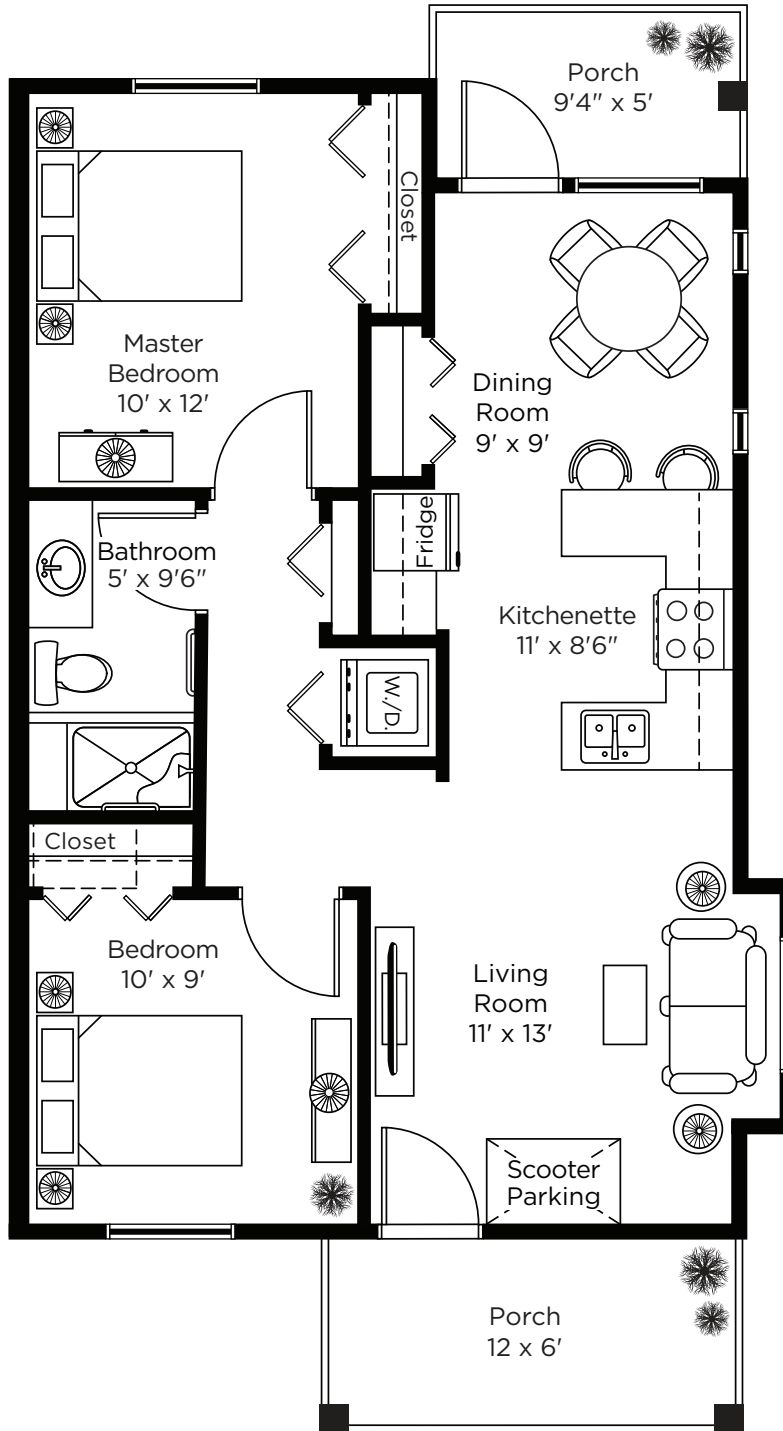 Porch
9'4" x 5'
Closet
Master
Bedroom
10' x 12'
Dining
Room
9' x 9'
Fridge
Bathroom
5' x 9'6"
Kitchenette
11' x 8'6"
W./D.
Closet
Bedroom
10' x 9'
Living
Room
11' x 13'
Scooter
Parking
Porch
12 x 6'